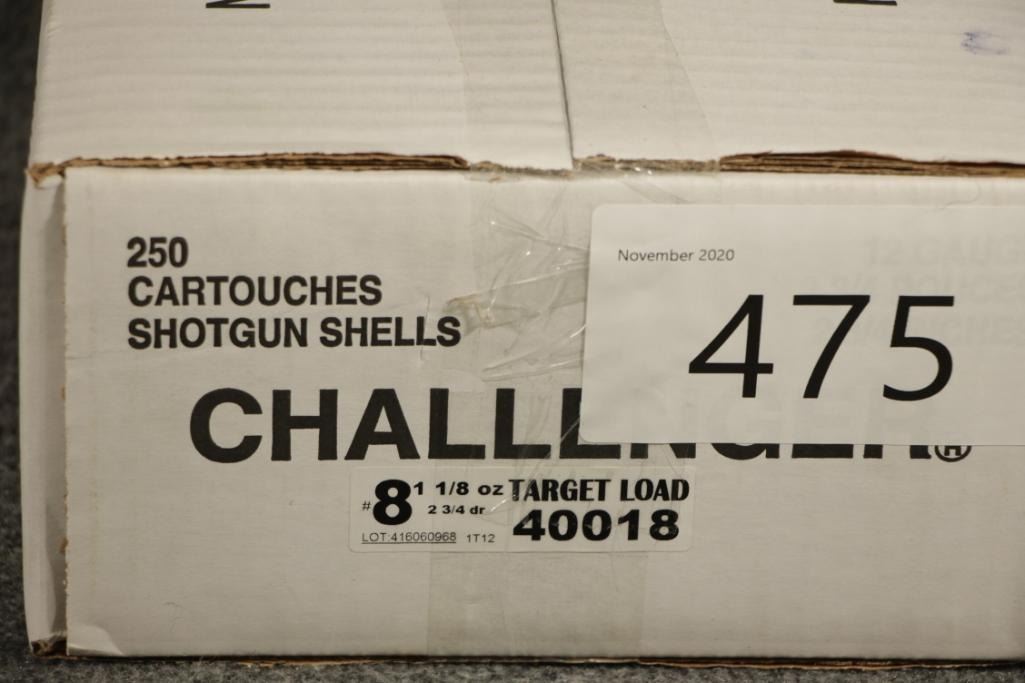 250
CARTOUCHES
SHOTGUN SHELLS
November 2020
475
CHALLENGER®
#8 1 1/8 oz TARGET LOAD
2 3/4 dr 40018
LOT:416060968 1T12